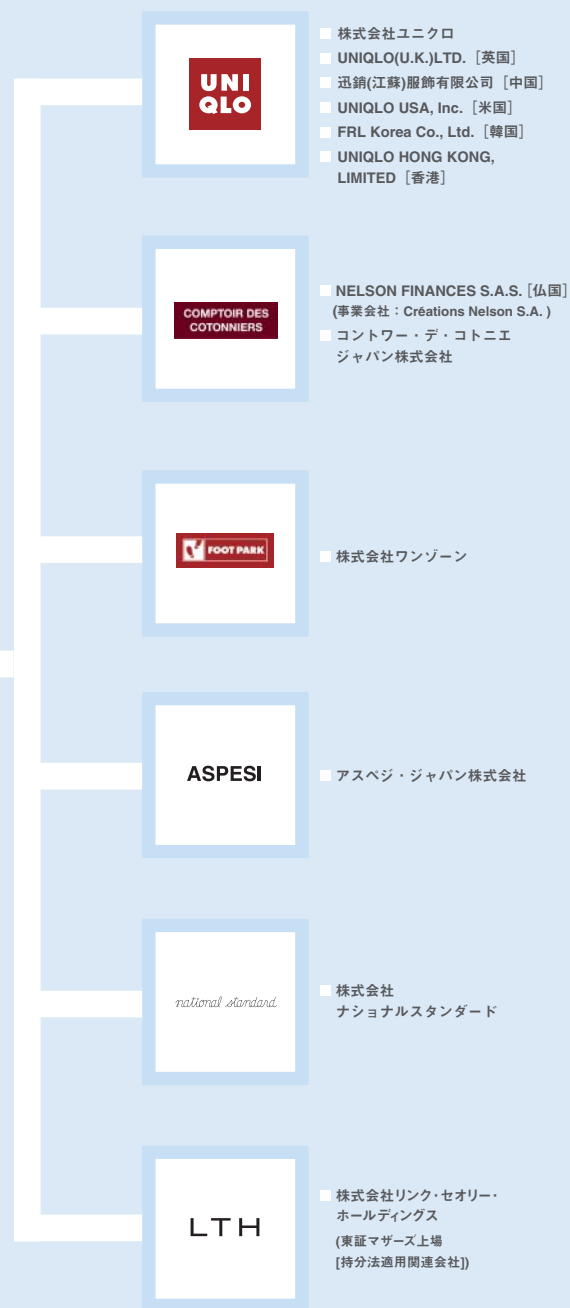 UNI
QLO
株式会社ユニクロ
UNIQLO(U.K.)LTD.［英国］
迅銷(江蘇)服飾有限公司［中国］
UNIQLO USA, Inc.［米国］
FRL Korea Co., Ltd.［韓国］
UNIQLO HONG KONG,
LIMITED［香港］
COMPTOIR DES
COTONNIERS
NELSON FINANCES S.A.S.［仏国］
(事業会社：Créations Nelson S.A. )
コントワー・デ・コトニエ
ジャパン株式会社
FOOT PARK
株式会社ワンゾーン
ASPESI
アスペジ・ジャパン株式会社
national standard
株式会社
ナショナルスタンダード
LTH
株式会社リンク・セオリー・
ホールディングス
(東証マザーズ上場
[持分法適用関連会社])